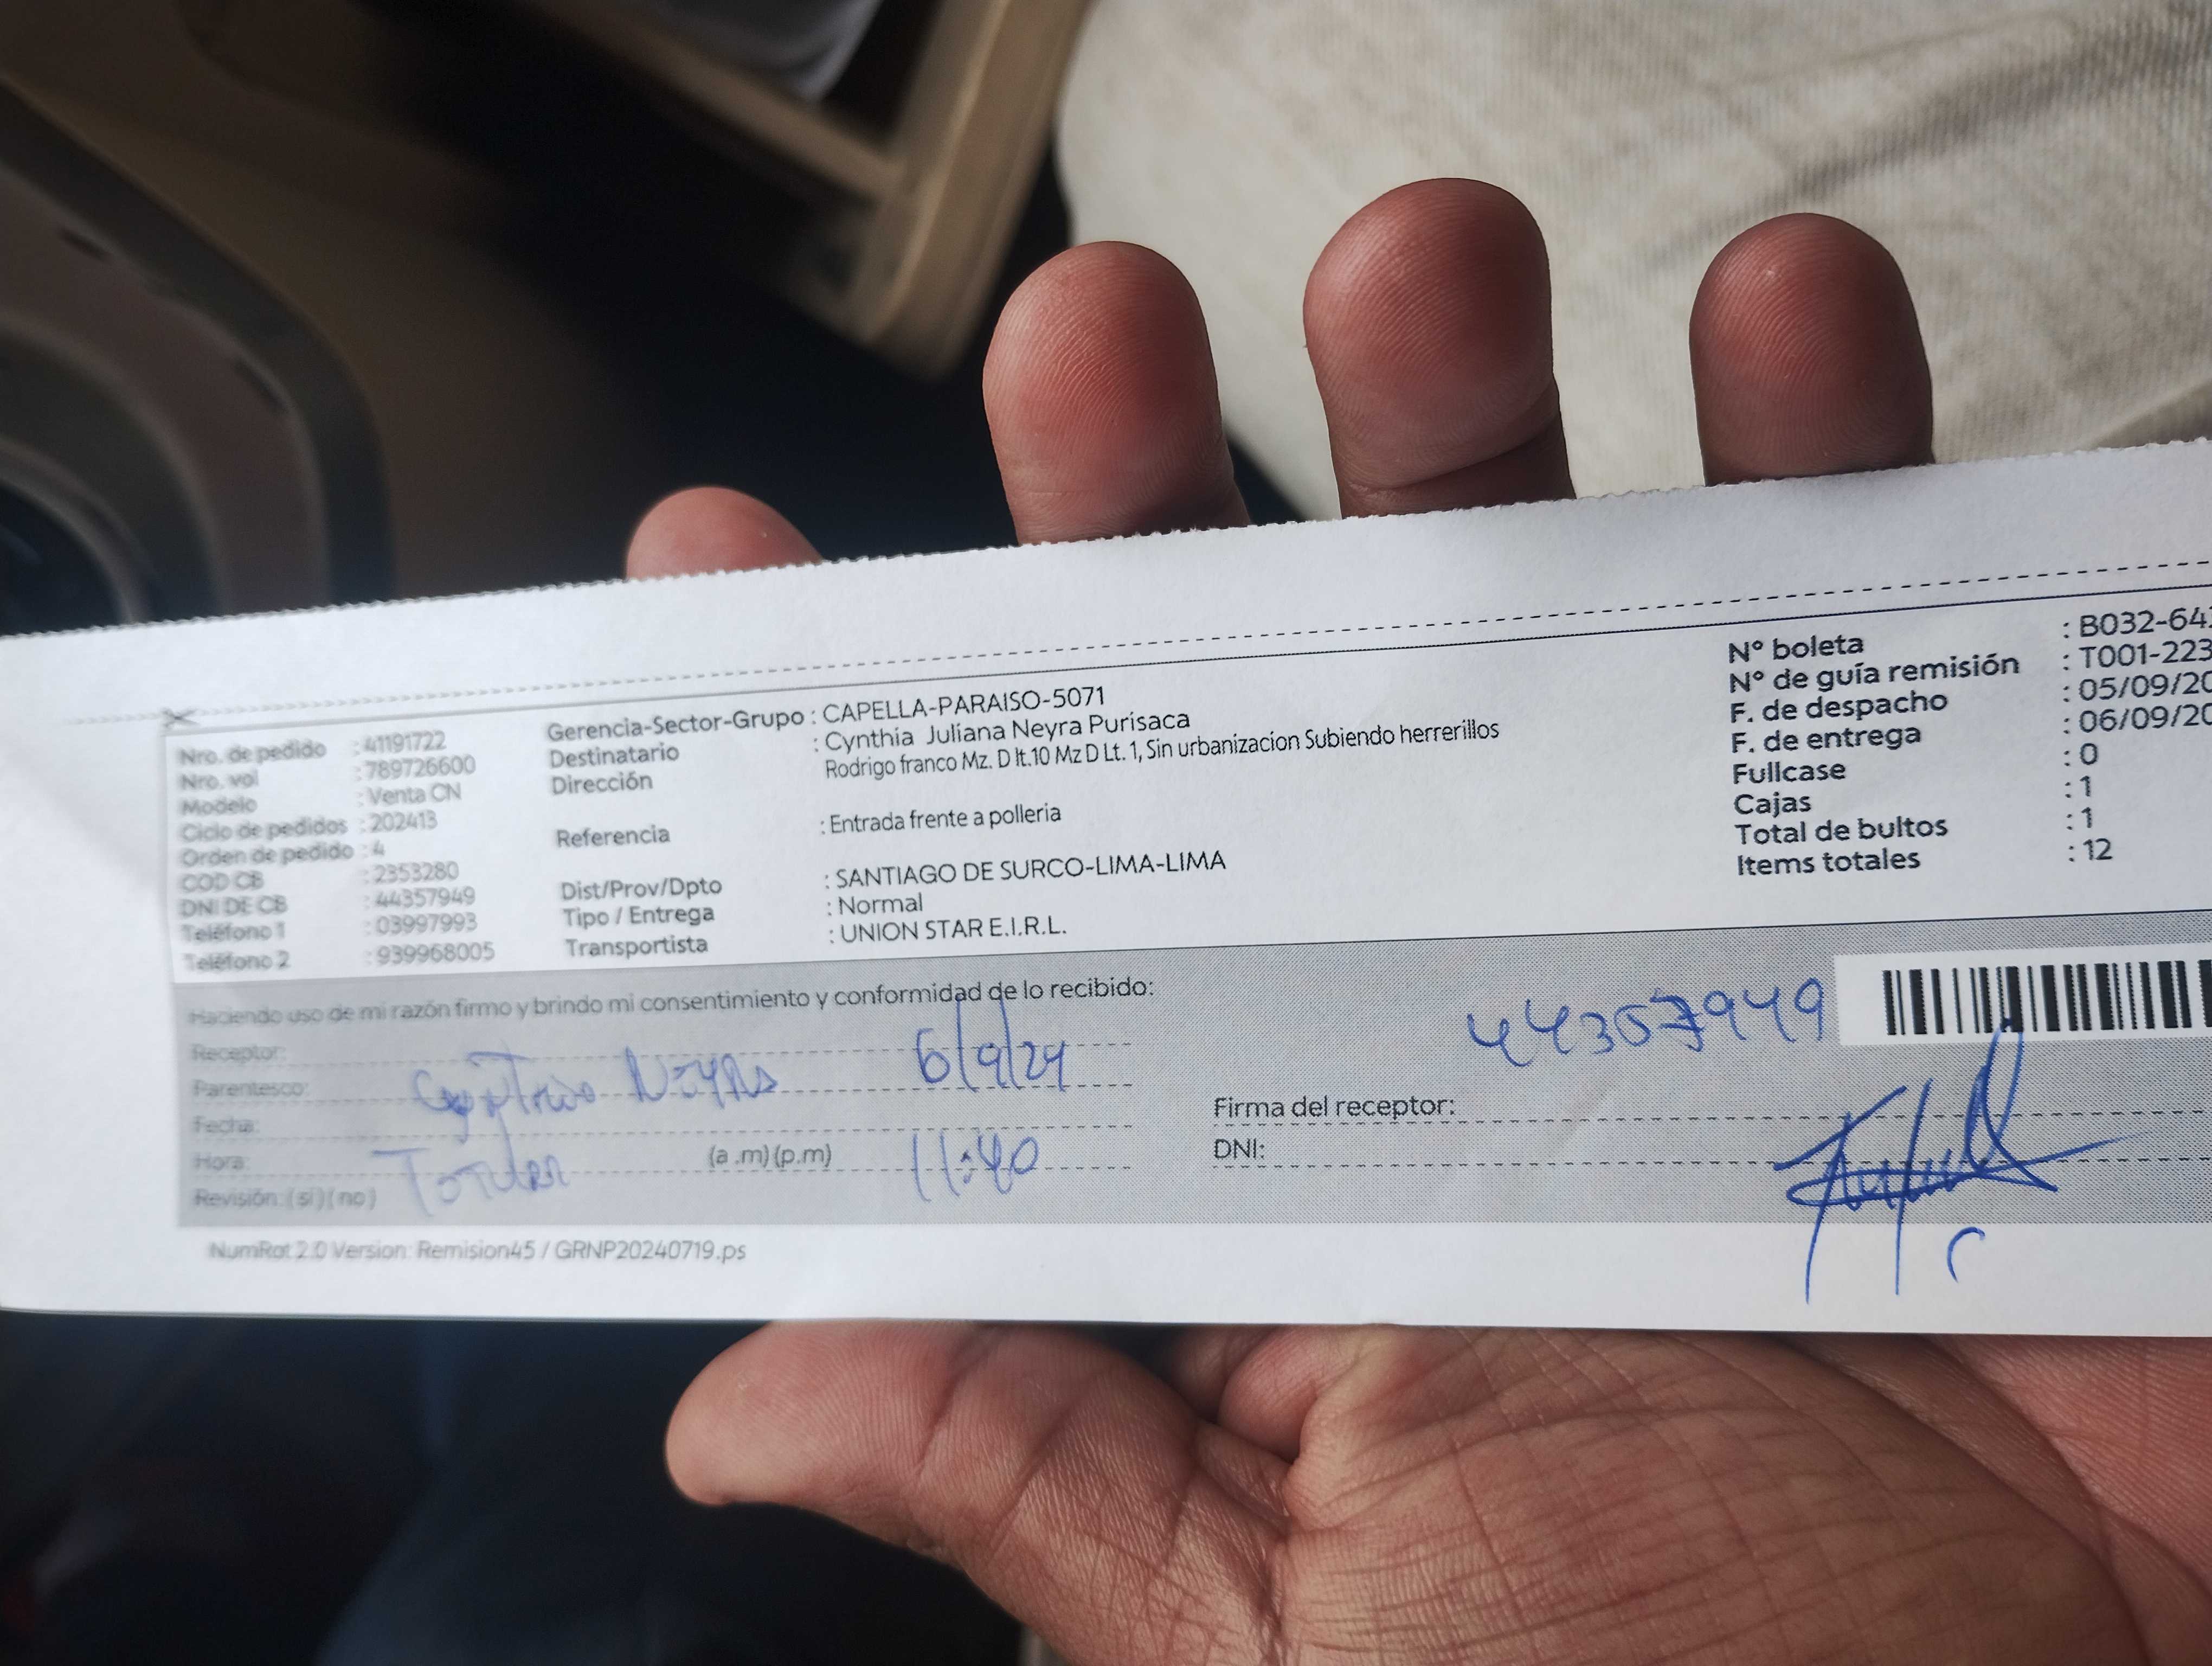 Nro. de pedido : 41191722
Nro. vol : 789726600
Modelo : Venta CN
Ciclo de pedidos : 202413
Orden de pedido : 4
COD CB : 2353280
DNI DE CB : 44357949
Teléfono 1 : 03997993
Teléfono 2 : 939968005
Gerencia-Sector-Grupo : CAPELLA-PARAISO-5071
Destinatario : Cynthia Juliana Neyra Purisaca
Dirección Rodrigo franco Mz. D lt.10 Mz D Lt. 1, Sin urbanizacion Subiendo herrerillos
Referencia : Entrada frente a polleria
Dist/Prov/Dpto : SANTIAGO DE SURCO-LIMA-LIMA
Tipo / Entrega : Normal
Transportista : UNION STAR E.I.R.L.
N° boleta : B032-64
N° de guía remisión : T001-223
F. de despacho : 05/09/20
F. de entrega : 06/09/20
Fullcase : 0
Cajas : 1
Total de bultos : 1
Items totales : 12
Haciendo uso de mi razón firmo y brindo mi consentimiento y conformidad de lo recibido:
Receptor:
Parentesco: 6/9/24
Fecha:
Hora: (a .m) (p.m) 11:40
Revisión: (si) (no)
44357949
Firma del receptor:
DNI:
NumRot 2.0 Version: Remision45 / GRNP20240719.ps